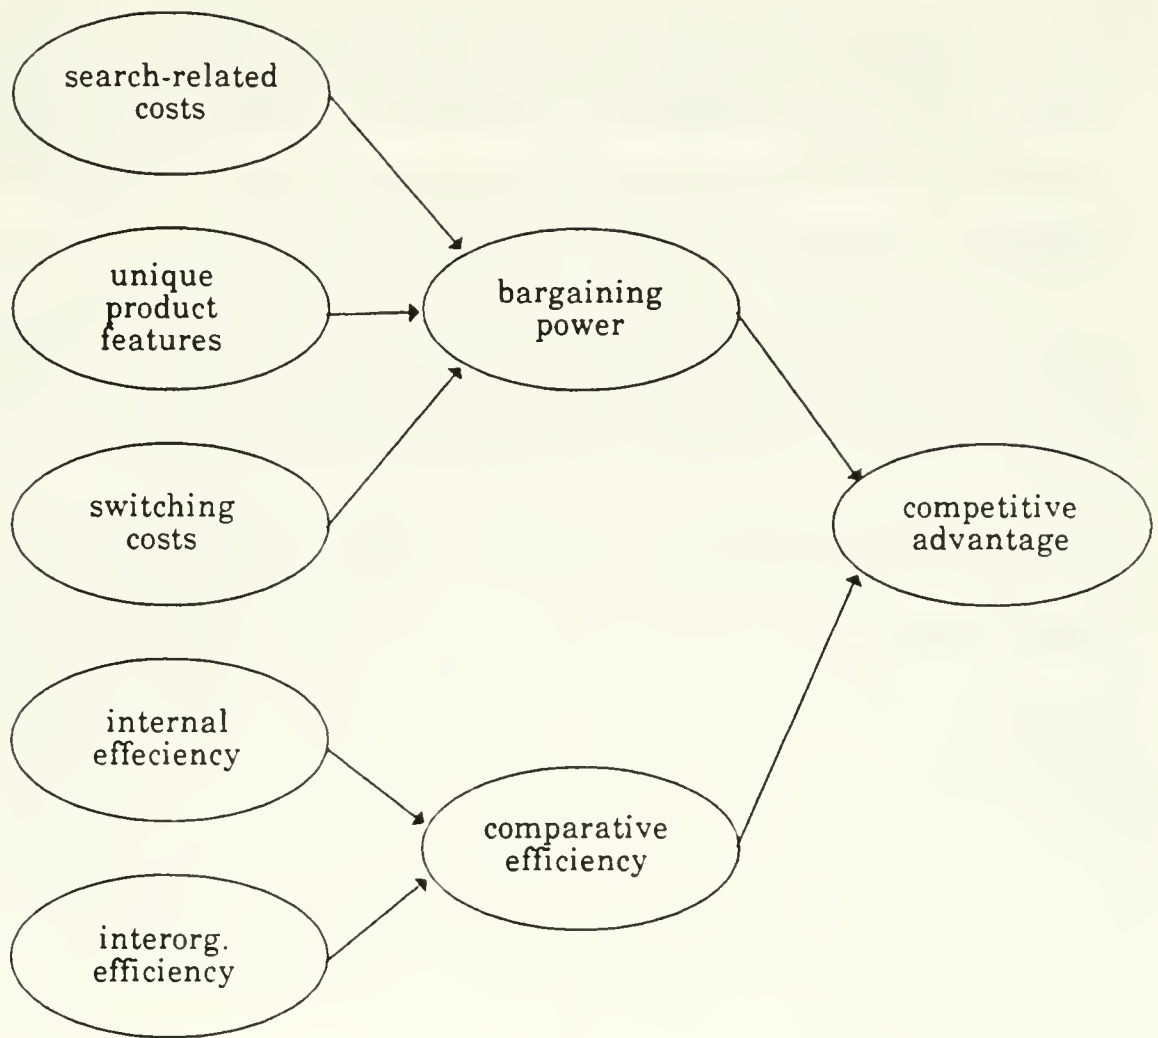 search-related
costs
unique
product
features
bargaining
power
switching
costs
competitive
advantage
internal
effeciency
comparative
efficiency
interorg.
efficiency